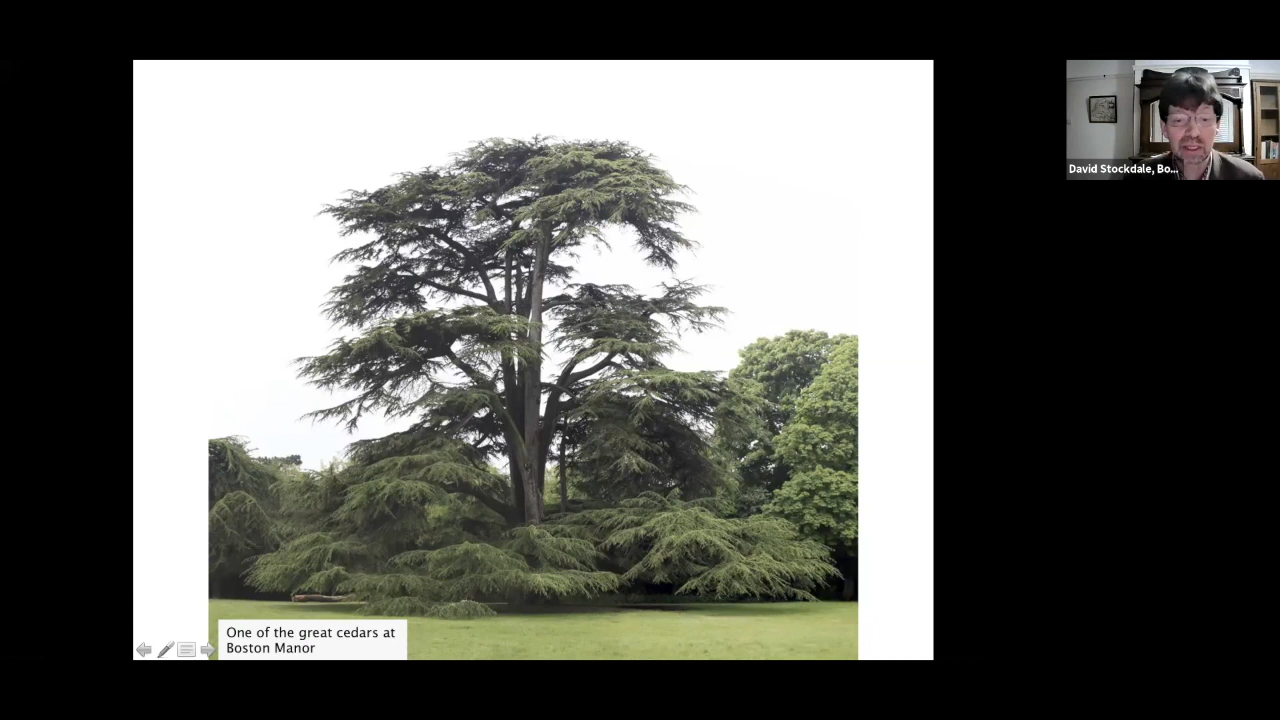 David Stockdale, Bo...
One of the great cedars at
Boston Manor